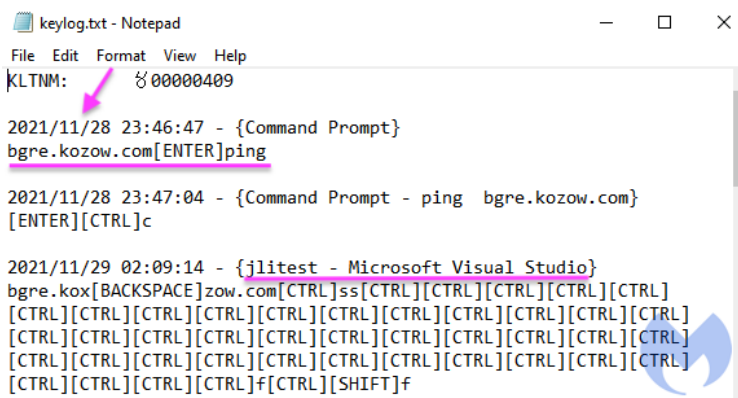 keylog.txt - Notepad
File Edit Format View Help
KLTNM: 00000409
2021/11/28 23:46:47 - {Command Prompt}
bgre.kozow.com[ENTER]ping
2021/11/28 23:47:04 - {Command Prompt - ping  bgre.kozow.com}
[ENTER][CTRL]c
2021/11/29 02:09:14 - {jlitest - Microsoft Visual Studio}
bgre.kox[BACKSPACE]zow.com[CTRL]ss[CTRL][CTRL][CTRL][CTRL][CTRL]
[CTRL][CTRL][CTRL][CTRL][CTRL][CTRL][CTRL][CTRL][CTRL][CTRL][CTRL]
[CTRL][CTRL][CTRL][CTRL][CTRL][CTRL][CTRL][CTRL][CTRL][CTRL][CTRL]
[CTRL][CTRL][CTRL][CTRL][CTRL][CTRL][CTRL][CTRL][CTRL][CTRL][CTRL]
[CTRL][CTRL][CTRL][CTRL]f[CTRL][SHIFT]f